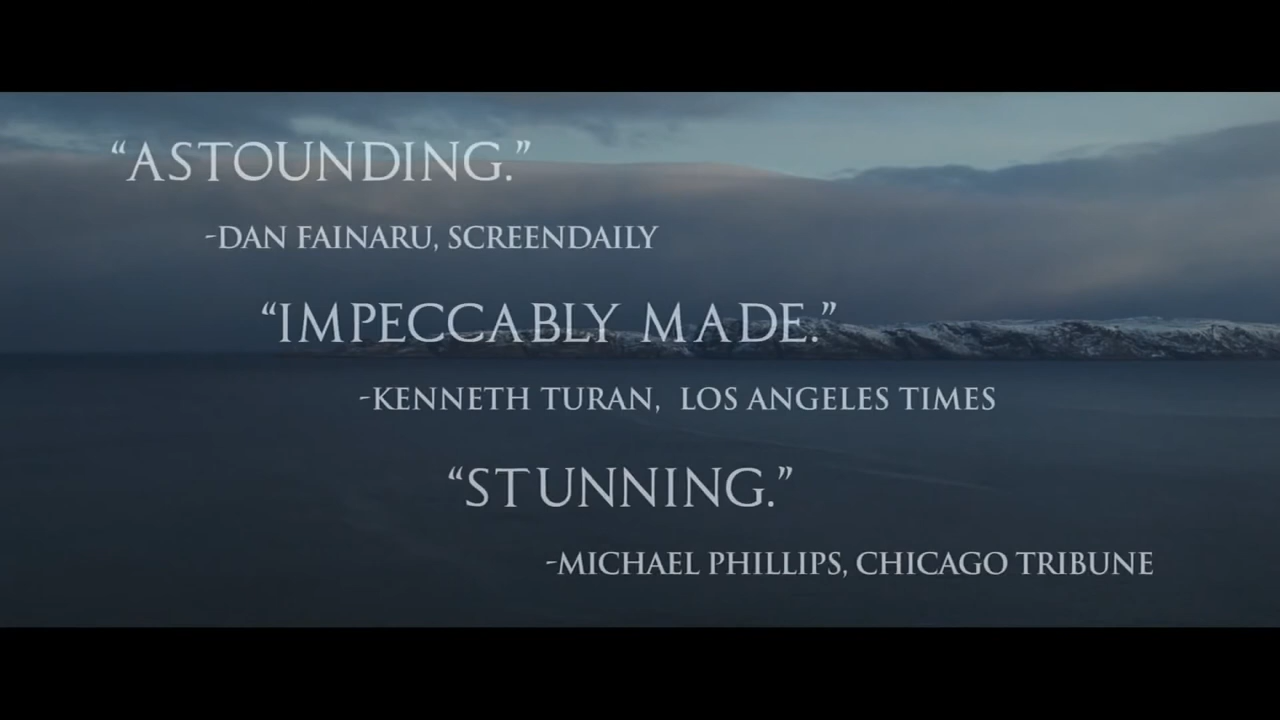 “ASTOUNDING.”
-DAN FAINARU, SCREENDAILY
“IMPECCABLY MADE.”
-KENNETH TURAN, LOS ANGELES TIMES
“STUNNING.”
-MICHAEL PHILLIPS, CHICAGO TRIBUNE